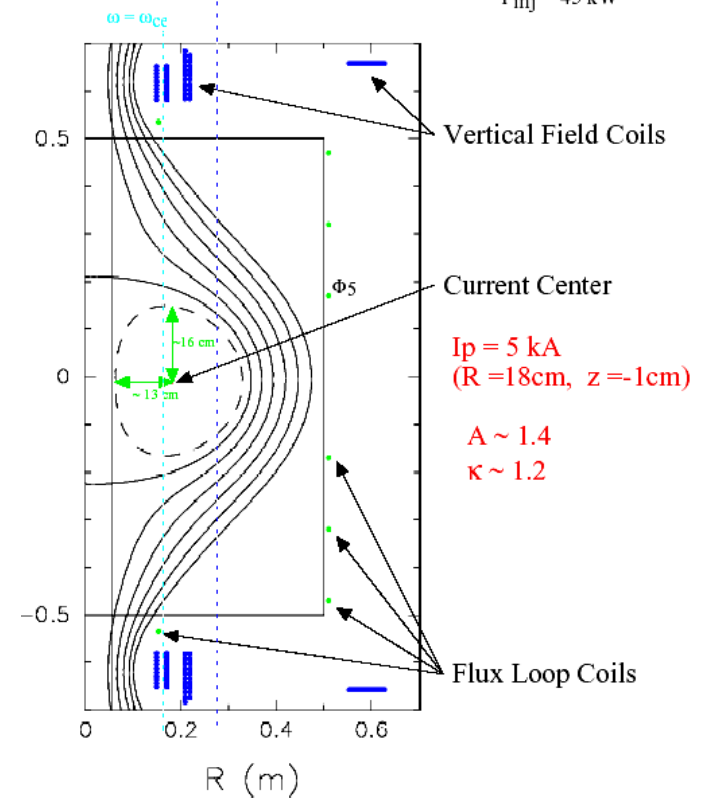 ω = ω_ce
Vertical Field Coils
0.5
Φ5
Current Center
~16 cm
Ip = 5 kA
0
(R =18cm, z =-1cm)
~ 13 cm
A ~ 1.4
κ ~ 1.2
−0.5
Flux Loop Coils
0
0.2
0.4
0.6
R (m)